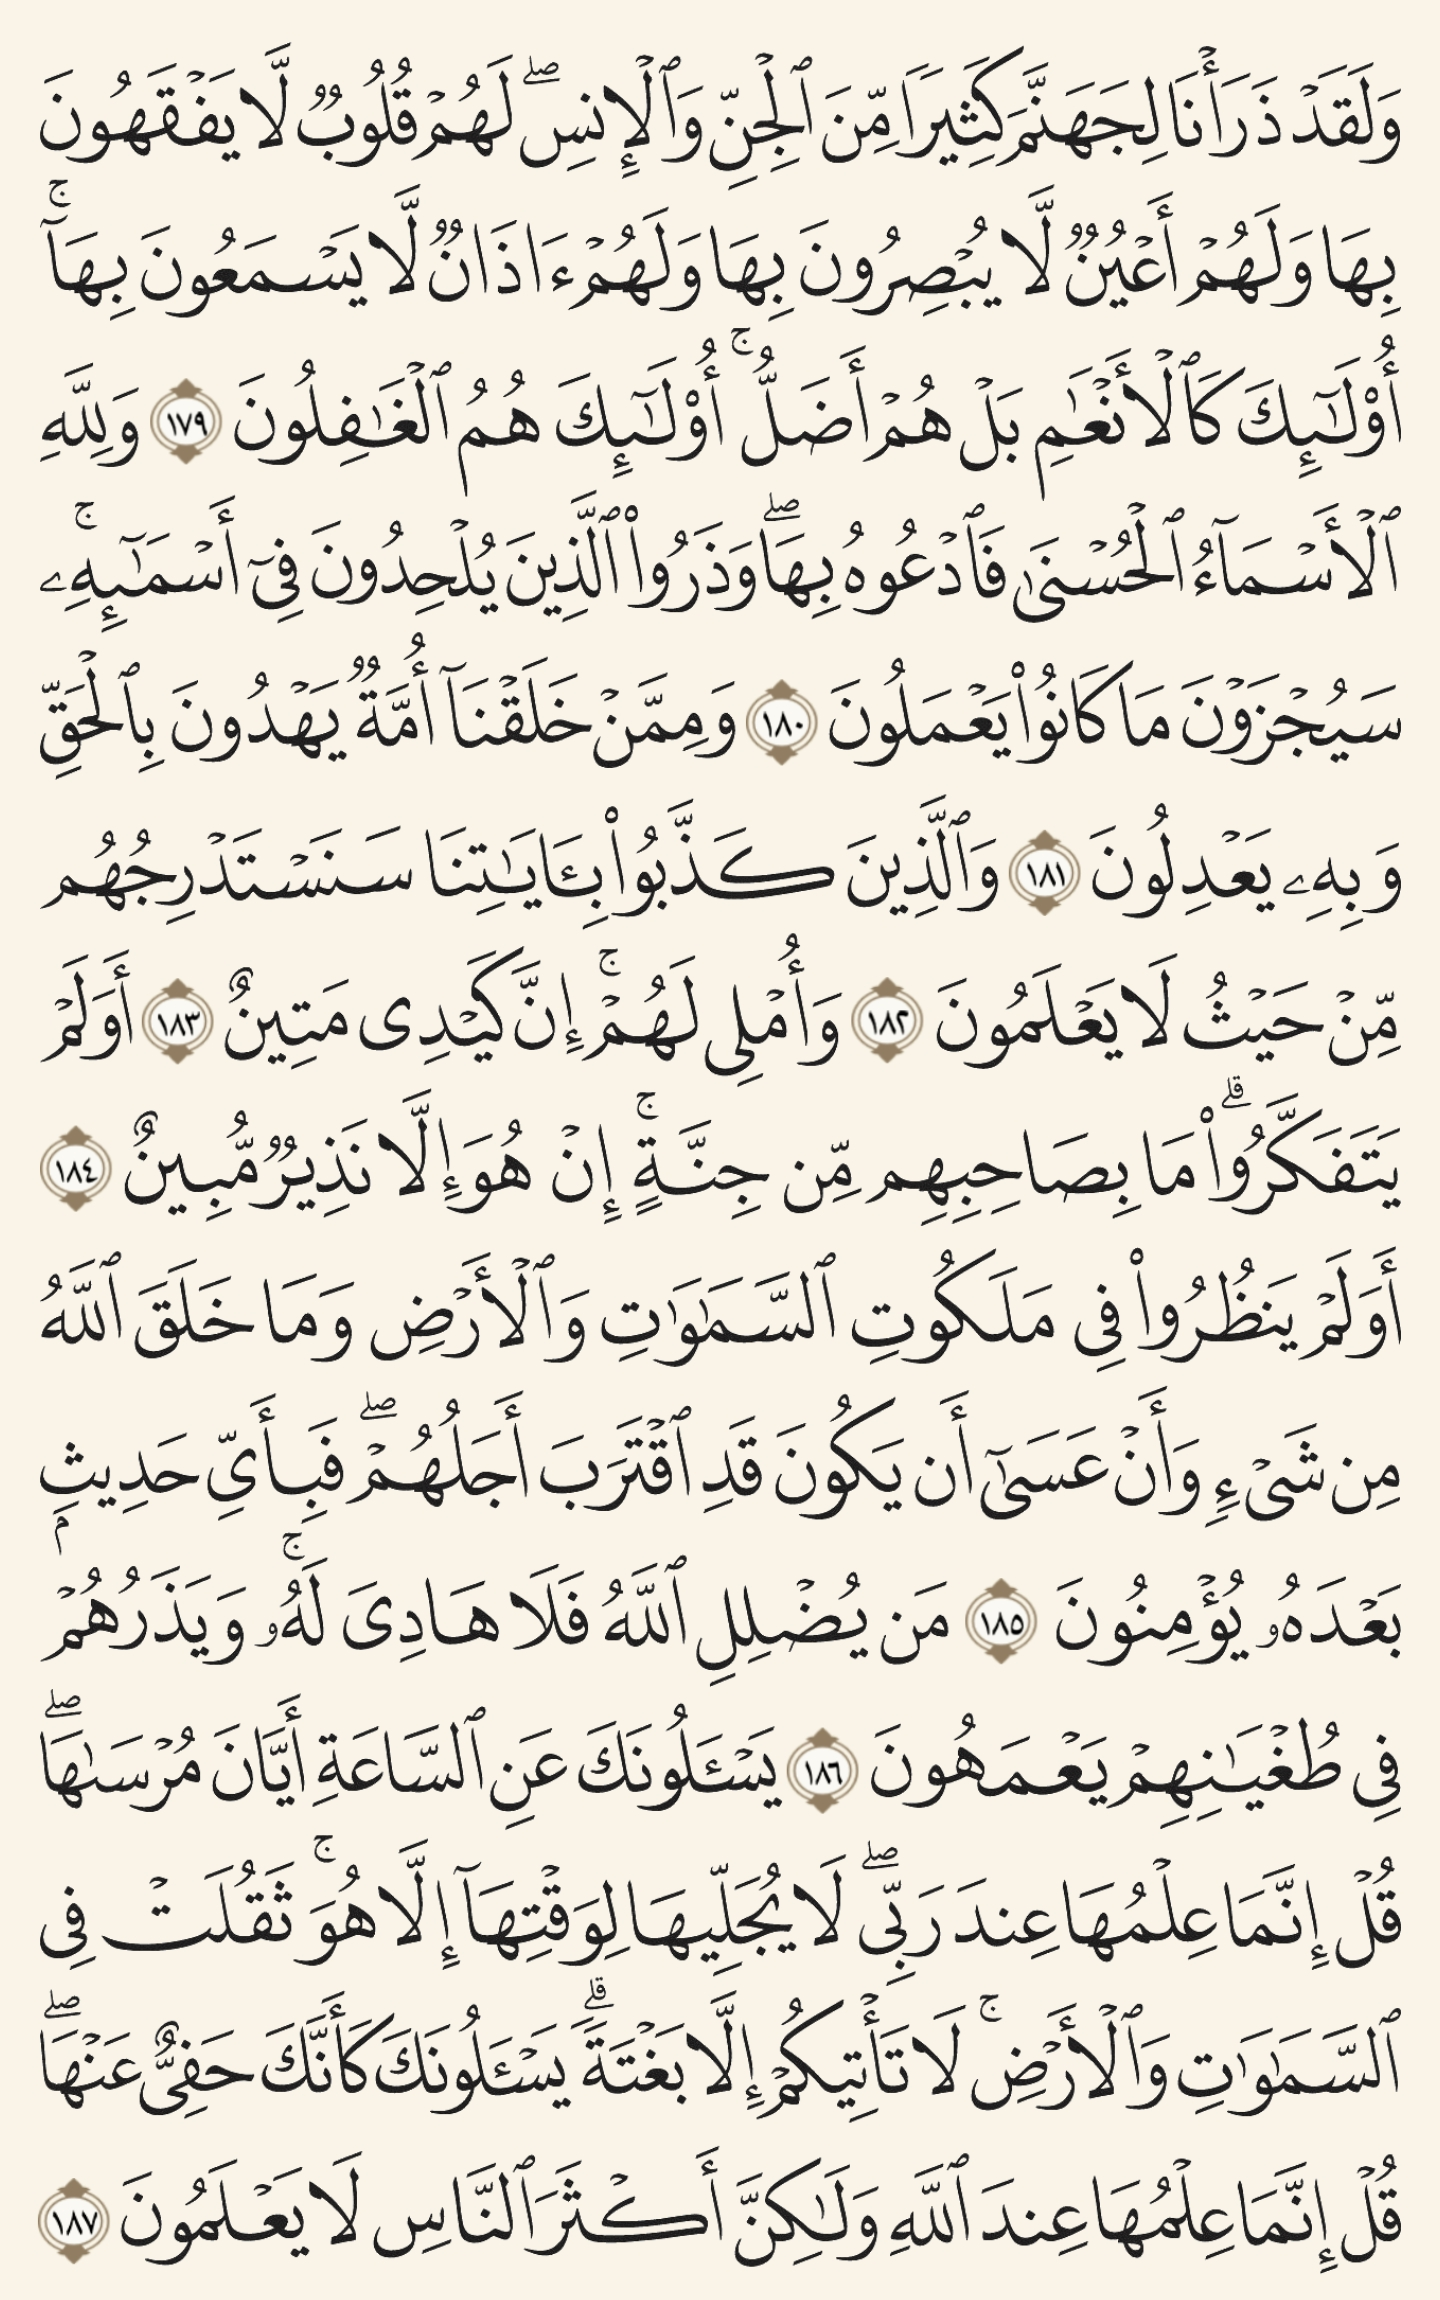 وَلَقَدْ ذَرَأْنَا لِجَهَنَّمَ كَثِيرًا مِّنَ ٱلْجِنِّ وَٱلْإِنسِ ۖ لَهُمْ قُلُوبٌ لَّا يَفْقَهُونَ
بِهَا وَلَهُمْ أَعْيُنٌ لَّا يُبْصِرُونَ بِهَا وَلَهُمْ ءَاذَانٌ لَّا يَسْمَعُونَ بِهَآ ۚ
أُو۟لَـٰٓئِكَ كَٱلْأَنْعَـٰمِ بَلْ هُمْ أَضَلُّ ۚ أُو۟لَـٰٓئِكَ هُمُ ٱلْغَـٰفِلُونَ ١٧٩ وَلِلَّهِ
ٱلْأَسْمَآءُ ٱلْحُسْنَىٰ فَٱدْعُوهُ بِهَا ۖ وَذَرُوا۟ ٱلَّذِينَ يُلْحِدُونَ فِىٓ أَسْمَـٰٓئِهِۦ ۚ
سَيُجْزَوْنَ مَا كَانُوا۟ يَعْمَلُونَ ١٨٠ وَمِمَّنْ خَلَقْنَآ أُمَّةٌ يَهْدُونَ بِٱلْحَقِّ
وَبِهِۦ يَعْدِلُونَ ١٨١ وَٱلَّذِينَ كَذَّبُوا۟ بِـَٔايَـٰتِنَا سَنَسْتَدْرِجُهُم
مِّنْ حَيْثُ لَا يَعْلَمُونَ ١٨٢ وَأُمْلِى لَهُمْ ۚ إِنَّ كَيْدِى مَتِينٌ ١٨٣ أَوَلَمْ
يَتَفَكَّرُوا۟ ۗ مَا بِصَاحِبِهِم مِّن جِنَّةٍ ۚ إِنْ هُوَ إِلَّا نَذِيرٌ مُّبِينٌ ١٨٤
أَوَلَمْ يَنظُرُوا۟ فِى مَلَكُوتِ ٱلسَّمَـٰوَٰتِ وَٱلْأَرْضِ وَمَا خَلَقَ ٱللَّهُ
مِن شَىْءٍ وَأَنْ عَسَىٰٓ أَن يَكُونَ قَدِ ٱقْتَرَبَ أَجَلُهُمْ ۖ فَبِأَىِّ حَدِيثٍۭ
بَعْدَهُۥ يُؤْمِنُونَ ١٨٥ مَن يُضْلِلِ ٱللَّهُ فَلَا هَادِىَ لَهُۥ ۚ وَيَذَرُهُمْ
فِى طُغْيَـٰنِهِمْ يَعْمَهُونَ ١٨٦ يَسْـَٔلُونَكَ عَنِ ٱلسَّاعَةِ أَيَّانَ مُرْسَىٰهَا ۖ
قُلْ إِنَّمَا عِلْمُهَا عِندَ رَبِّى ۖ لَا يُجَلِّيهَا لِوَقْتِهَآ إِلَّا هُوَ ۚ ثَقُلَتْ فِى
ٱلسَّمَـٰوَٰتِ وَٱلْأَرْضِ ۚ لَا تَأْتِيكُمْ إِلَّا بَغْتَةً ۗ يَسْـَٔلُونَكَ كَأَنَّكَ حَفِىٌّ عَنْهَا ۖ
قُلْ إِنَّمَا عِلْمُهَا عِندَ ٱللَّهِ وَلَـٰكِنَّ أَكْثَرَ ٱلنَّاسِ لَا يَعْلَمُونَ ١٨٧